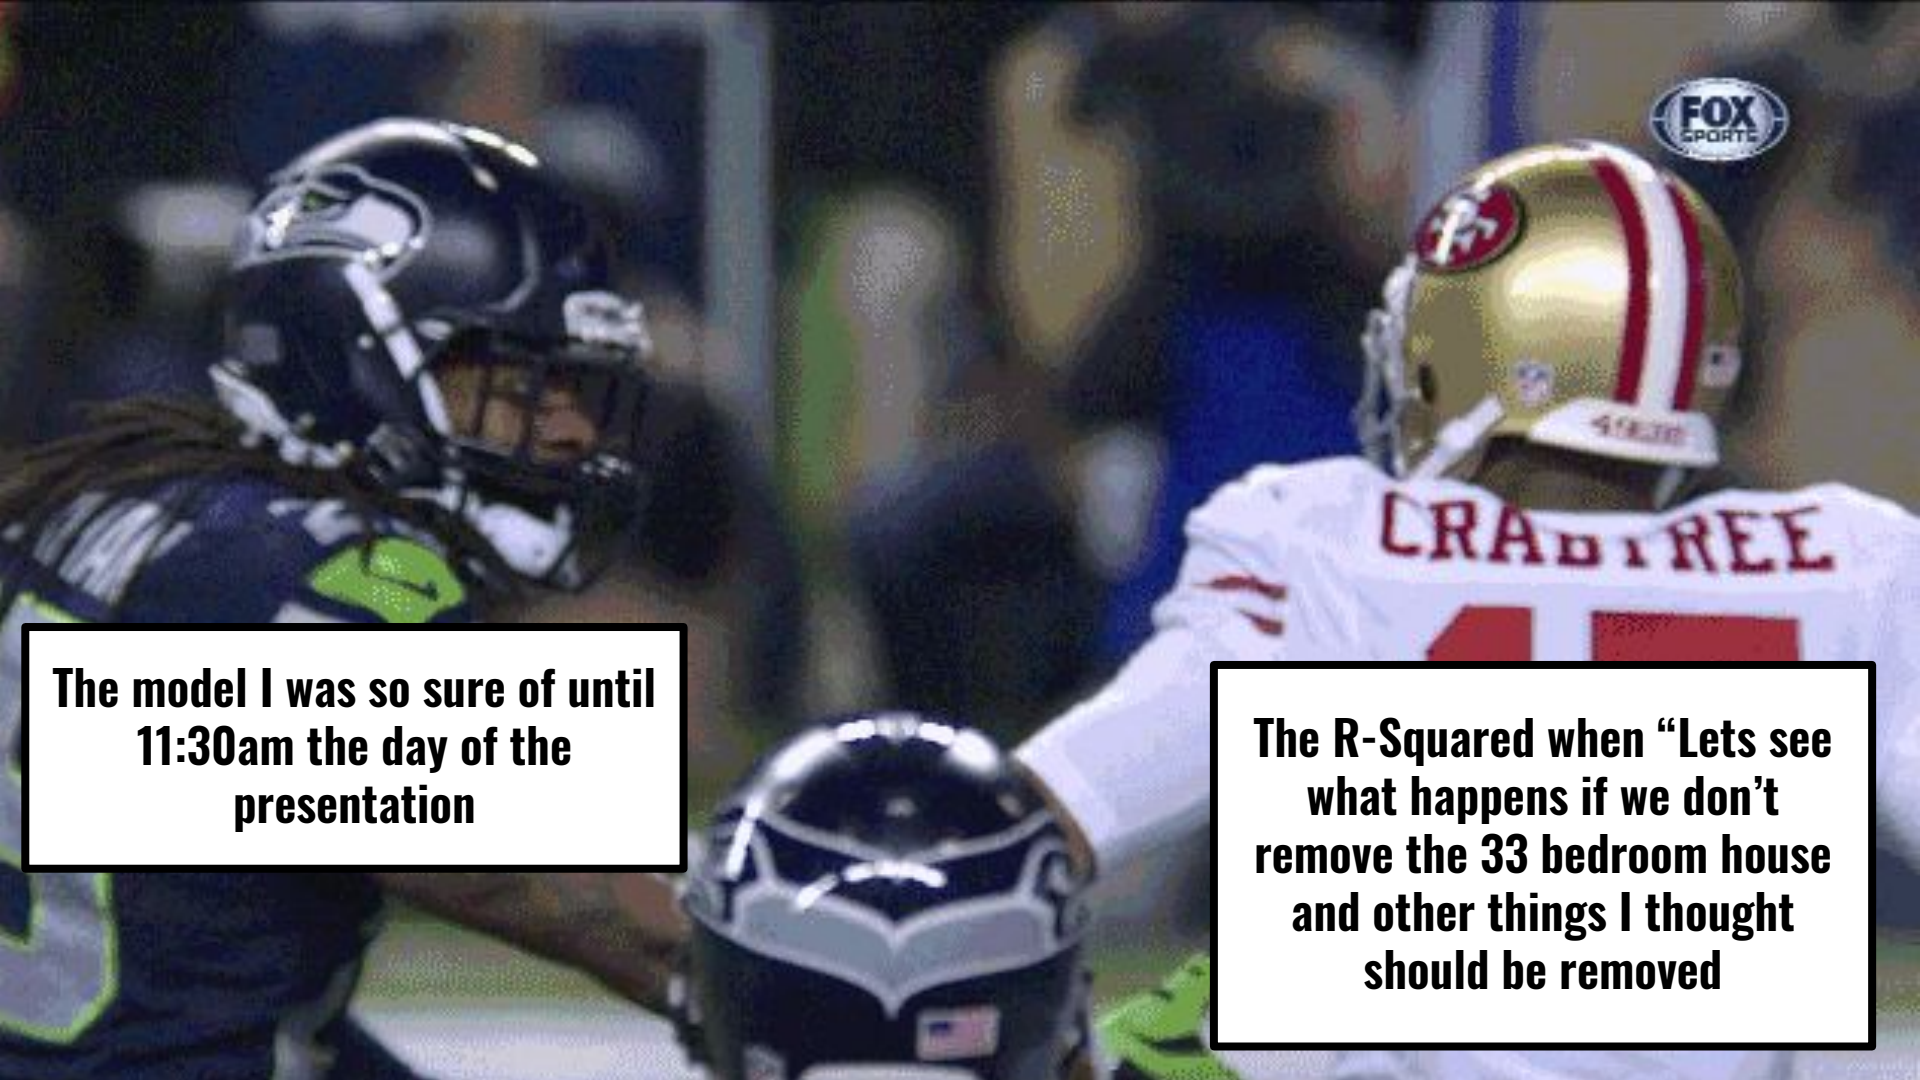 FOX
SPORTS
49ERS
CRABTREE
15
The model I was so sure of until
11:30am the day of the
presentation
The R-Squared when “Lets see
what happens if we don’t
remove the 33 bedroom house
and other things I thought
should be removed